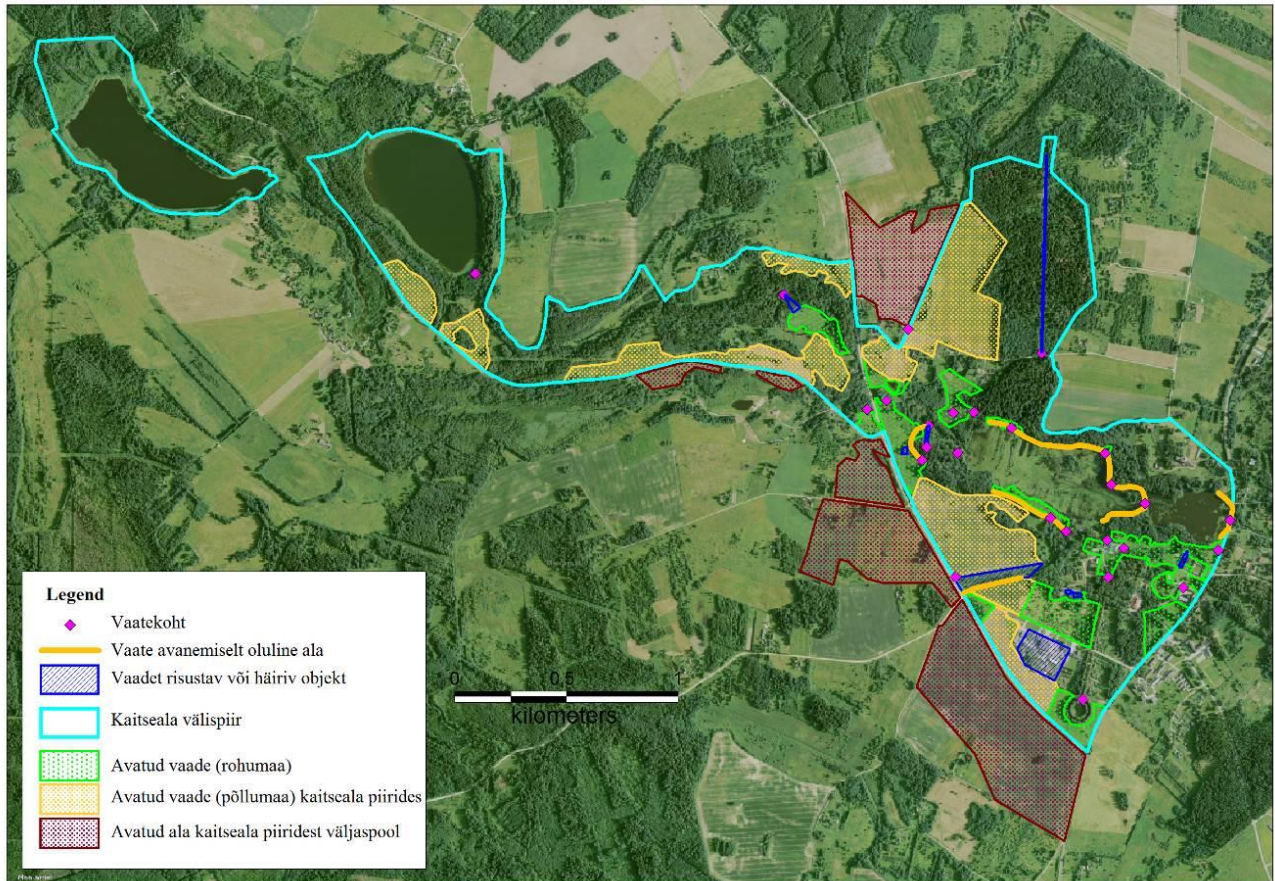 Legend
Vaatekoht
Vaate avanemiselt oluline ala
Vaadet risustav või häiriv objekt
Kaitseala välispiir
Avatud vaade (rohumaa)
Avatud vaade (põllumaa) kaitseala piirides
Avatud ala kaitseala piiridest väljaspool
0 0,5 1
kilometers